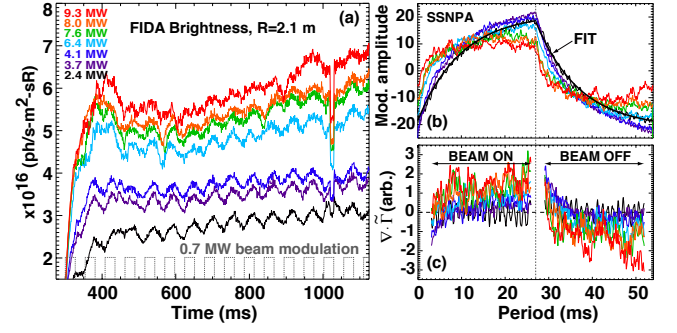 9.3 MW
8.0 MW
7.6 MW
6.4 MW
4.1 MW
3.7 MW
2.4 MW
FIDA Brightness, R=2.1 m
(a)
x10¹⁶ (ph/s-m-²-sR)
7
6
5
4
3
2
0.7 MW beam modulation
400
600
800
1000
Time (ms)
SSNPA
FIT
(b)
Mod. amplitude
20
10
0
-10
-20
BEAM ON
BEAM OFF
(c)
∇· Γ̃ (arb.)
3
2
1
0
-1
-2
-3
0
10
20
30
40
50
Period (ms)